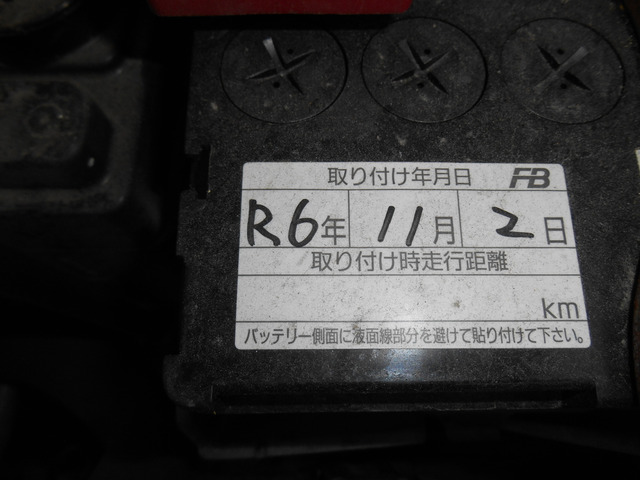 取り付け年月日 FB
R6年 11月 2日
取り付け時走行距離
km
バッテリー側面に液面線部分を避けて貼り付けて下さい。